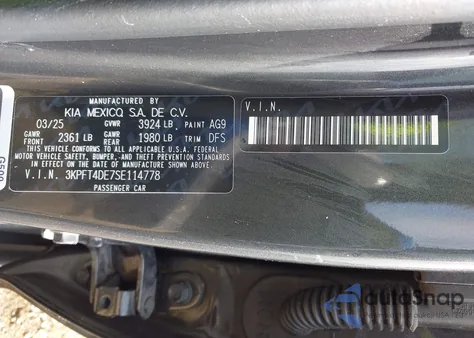 MANUFACTURED BY
KIA MEXICO S.A. DE C.V.
03/25 GVWR 3924 LB PAINT AG9
GAWR FRONT 2361 LB GAWR REAR 1980 LB TRIM DFS
THIS VEHICLE CONFORMS TO ALL APPLICABLE U.S.A. FEDERAL
MOTOR VEHICLE SAFETY, BUMPER, AND THEFT PREVENTION
STANDARDS IN EFFECT ON THE DATE OF MANUFACTURE SHOWN ABOVE.
V.I.N. 3KPFT4DE7SE114778
PASSENGER CAR
V.I.N.
AutoSnap